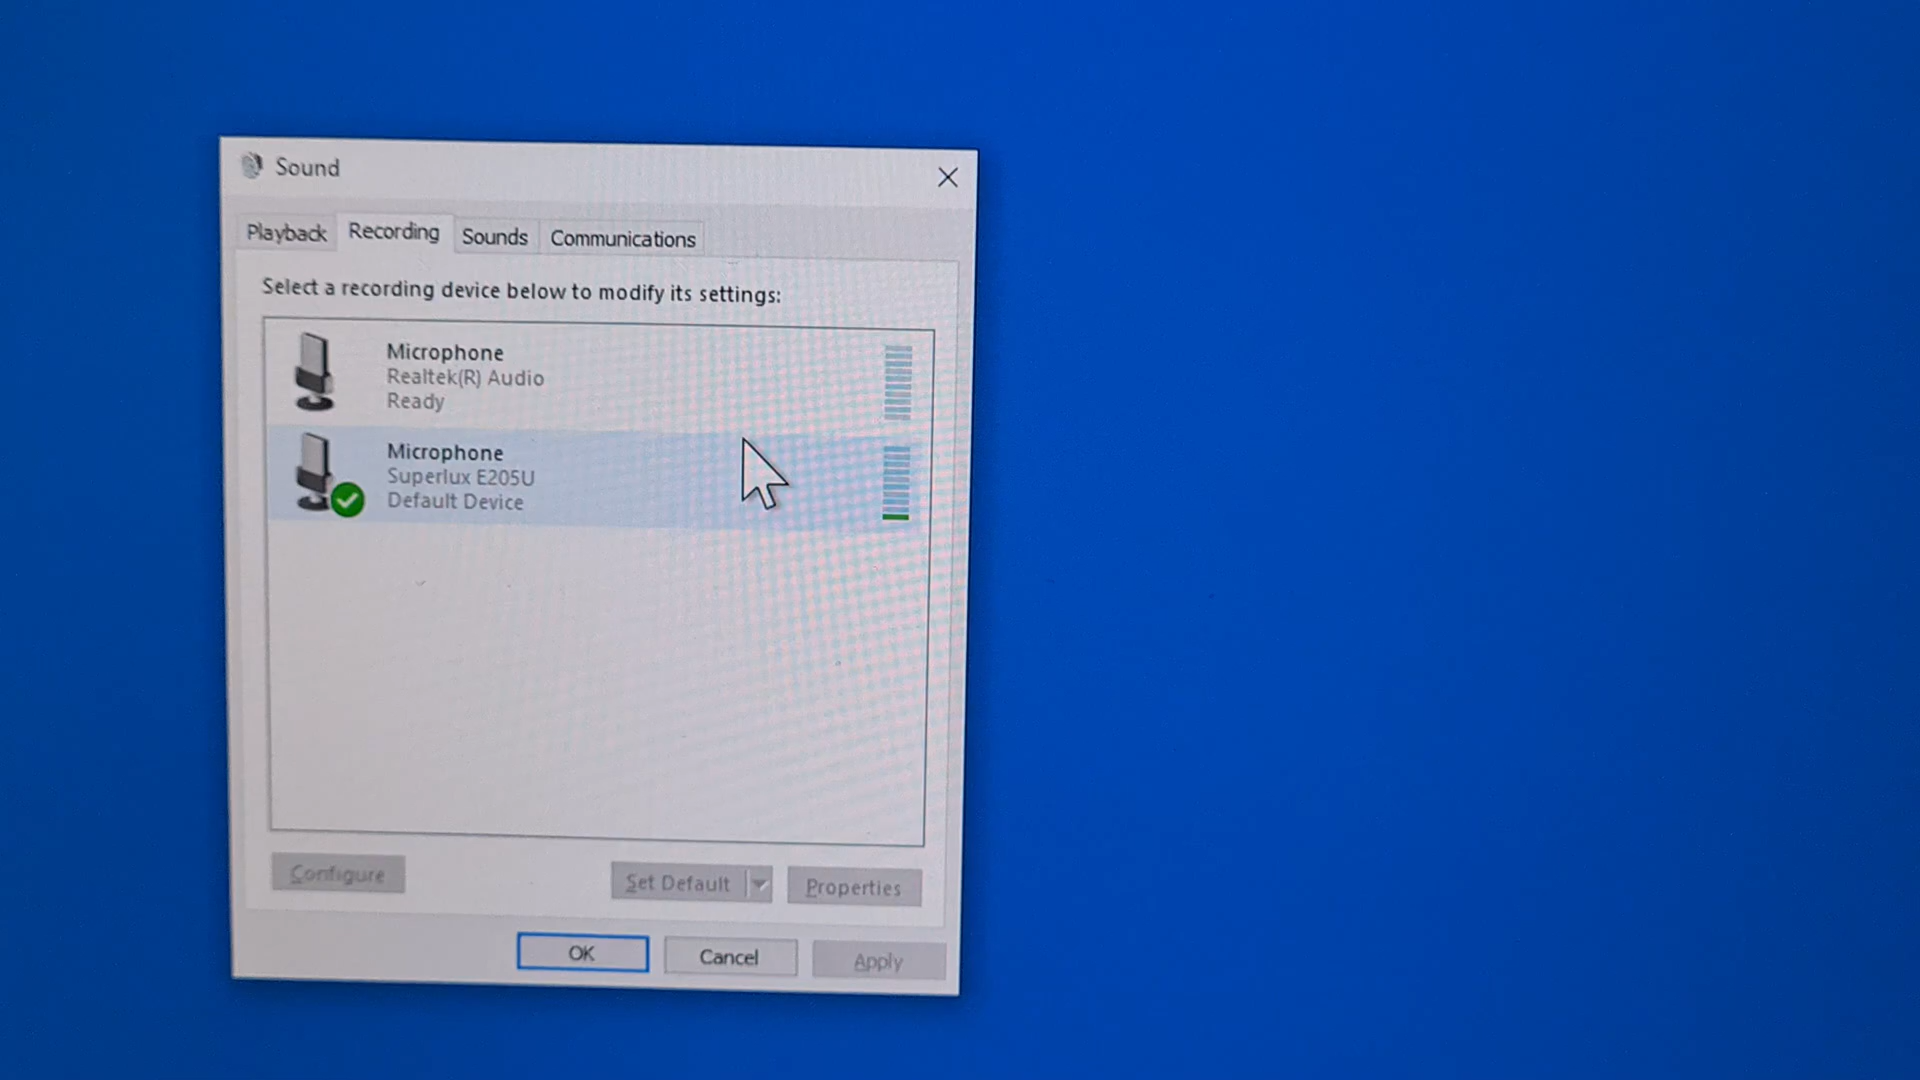 Sound
Playback
Recording
Sounds
Communications
Select a recording device below to modify its settings:
Microphone
Realtek(R) Audio
Ready
Microphone
Superlux E205U
Default Device
Configure
Set Default
Properties
OK
Cancel
Apply